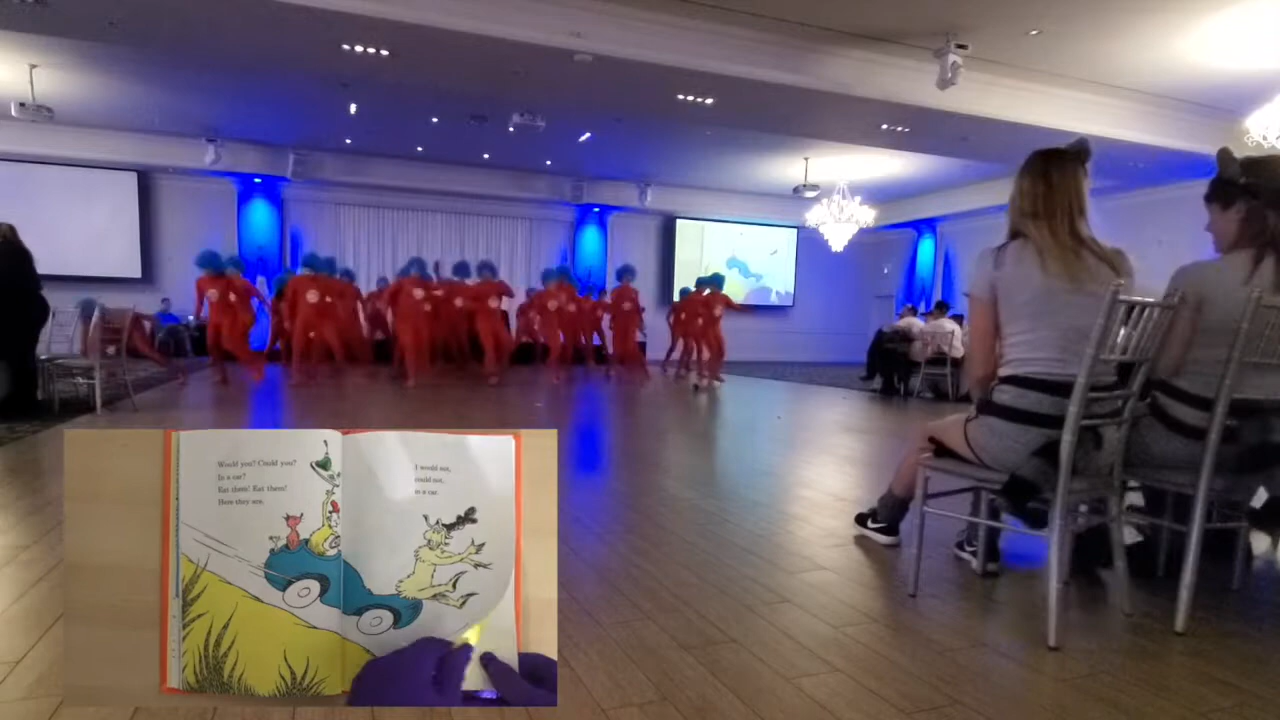 Would you? Could you?
In a car?
Eat them! Eat them!
Here they are.
I would not,
could not,
in a car.